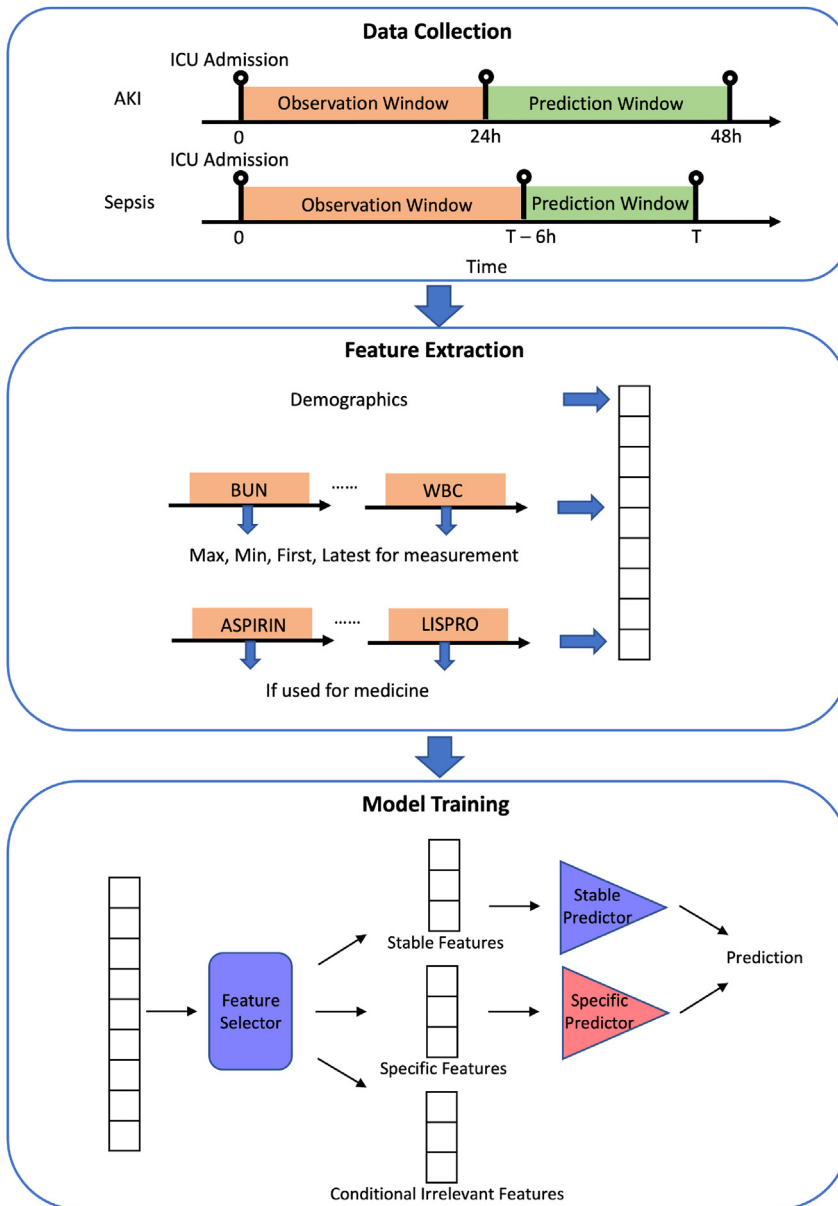 Data Collection
ICU Admission
AKI
Observation Window
Prediction Window
0
24h
48h
ICU Admission
Sepsis
Observation Window
Prediction Window
0
T – 6h
T
Time
Feature Extraction
Demographics
BUN
......
WBC
Max, Min, First, Latest for measurement
ASPIRIN
......
LISPRO
If used for medicine
Model Training
Stable Features
Stable
Predictor
Prediction
Feature
Selector
Specific Features
Specific
Predictor
Conditional Irrelevant Features